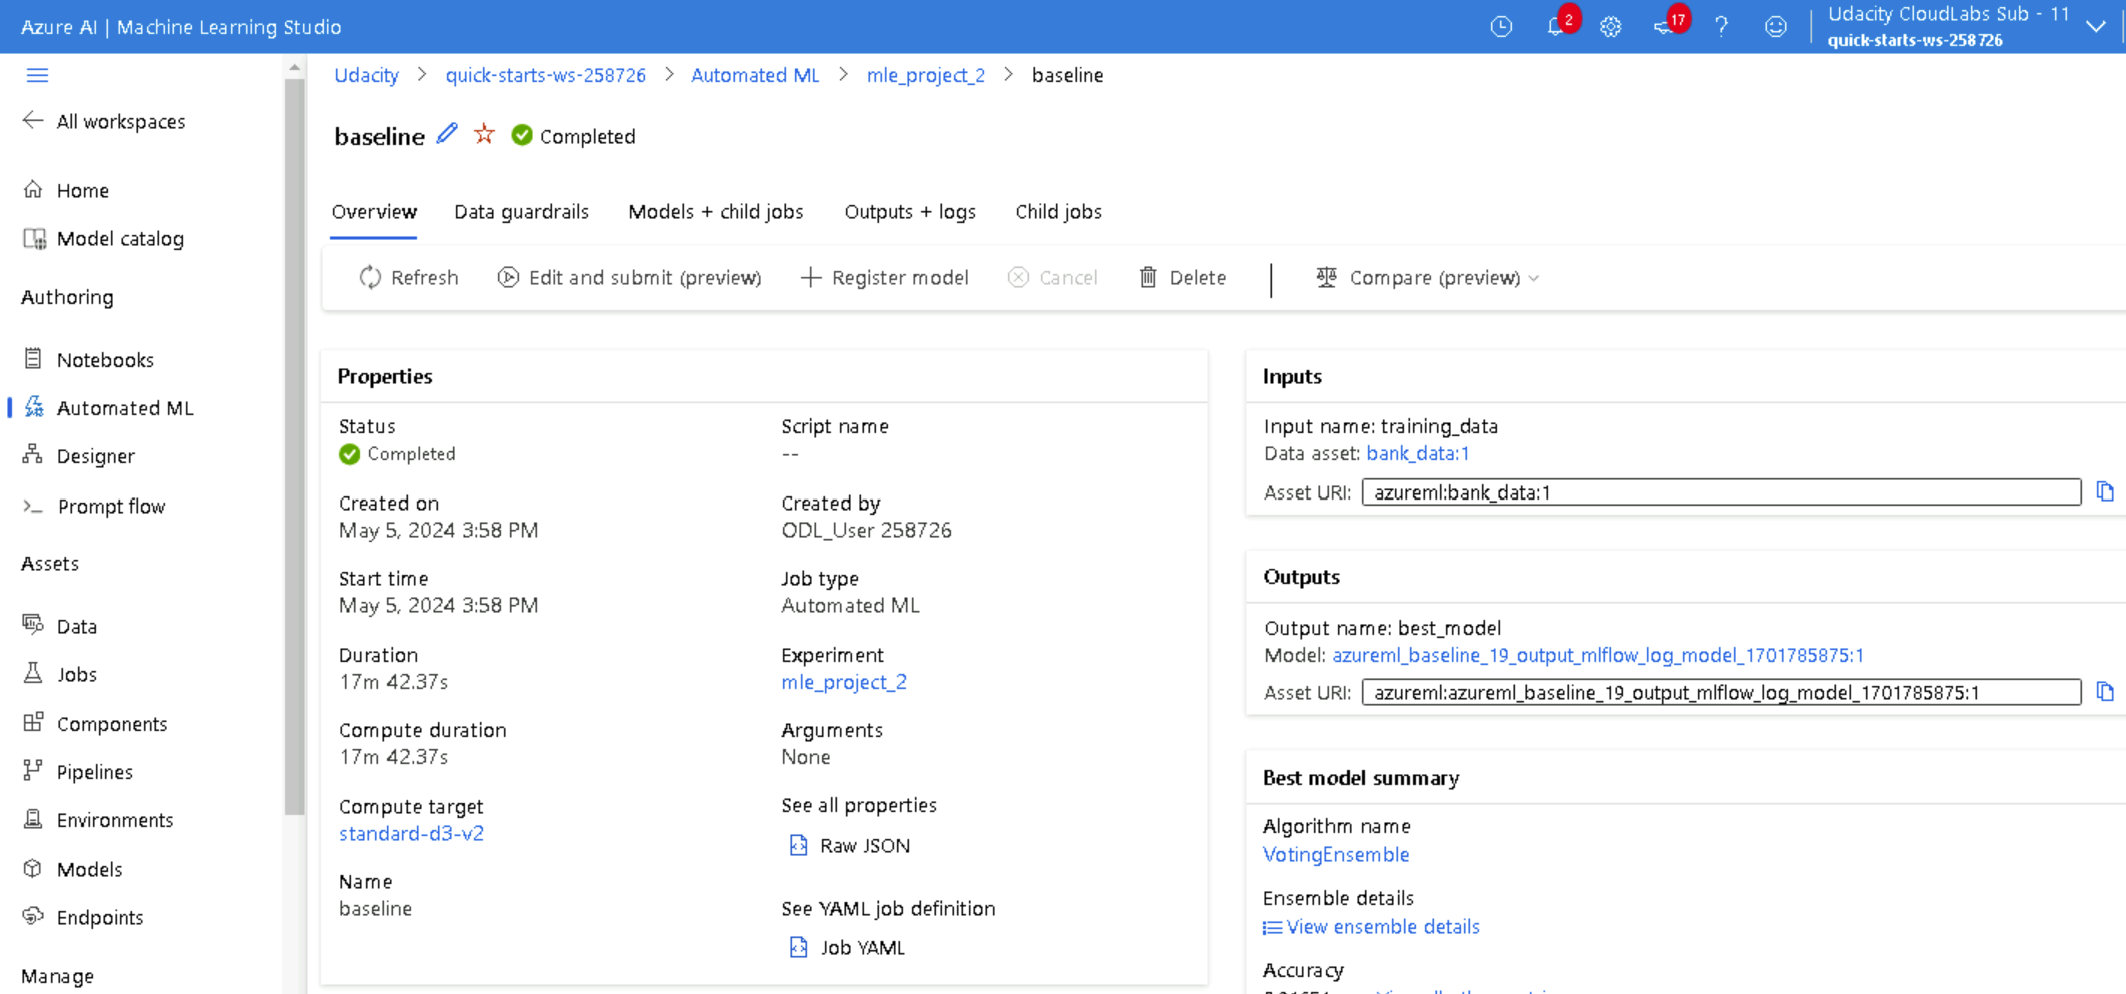 Azure AI | Machine Learning Studio
2
17
Udacity CloudLabs Sub - 11
quick-starts-ws-258726
All workspaces
Home
Model catalog
Authoring
Notebooks
Automated ML
Designer
Prompt flow
Assets
Data
Jobs
Components
Pipelines
Environments
Models
Endpoints
Manage
Udacity > quick-starts-ws-258726 > Automated ML > mle_project_2 > baseline
baseline Completed
Overview Data guardrails Models + child jobs Outputs + logs Child jobs
Refresh Edit and submit (preview) Register model Cancel Delete Compare (preview)
Properties
Status
Completed
Created on
May 5, 2024 3:58 PM
Start time
May 5, 2024 3:58 PM
Duration
17m 42.37s
Compute duration
17m 42.37s
Compute target
standard-d3-v2
Name
baseline
Script name
--
Created by
ODL_User 258726
Job type
Automated ML
Experiment
mle_project_2
Arguments
None
See all properties
Raw JSON
See YAML job definition
Job YAML
Inputs
Input name: training_data
Data asset: bank_data:1
Asset URI: azureml:bank_data:1
Outputs
Output name: best_model
Model: azureml_baseline_19_output_mlflow_log_model_1701785875:1
Asset URI: azureml:azureml_baseline_19_output_mlflow_log_model_1701785875:1
Best model summary
Algorithm name
VotingEnsemble
Ensemble details
View ensemble details
Accuracy